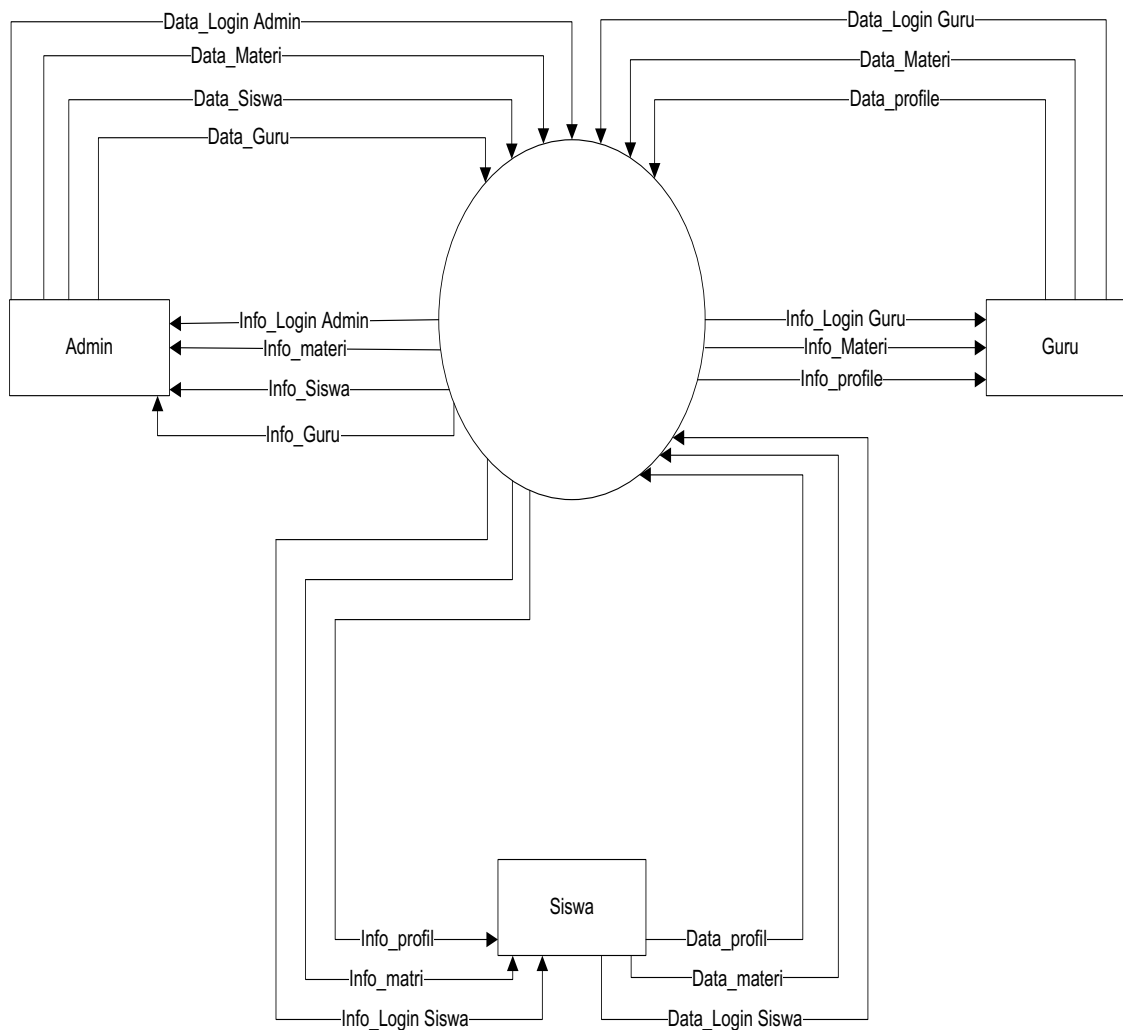 Data_Login Admin
Data_Materi
Data_Siswa
Data_Guru
Data_Login Guru
Data_Materi
Data_profile
Admin
Info_Login Admin
Info_materi
Info_Siswa
Info_Guru
Info_Login Guru
Info_Materi
Info_profile
Guru
Siswa
Info_profil
Info_matri
Info_Login Siswa
Data_profil
Data_materi
Data_Login Siswa